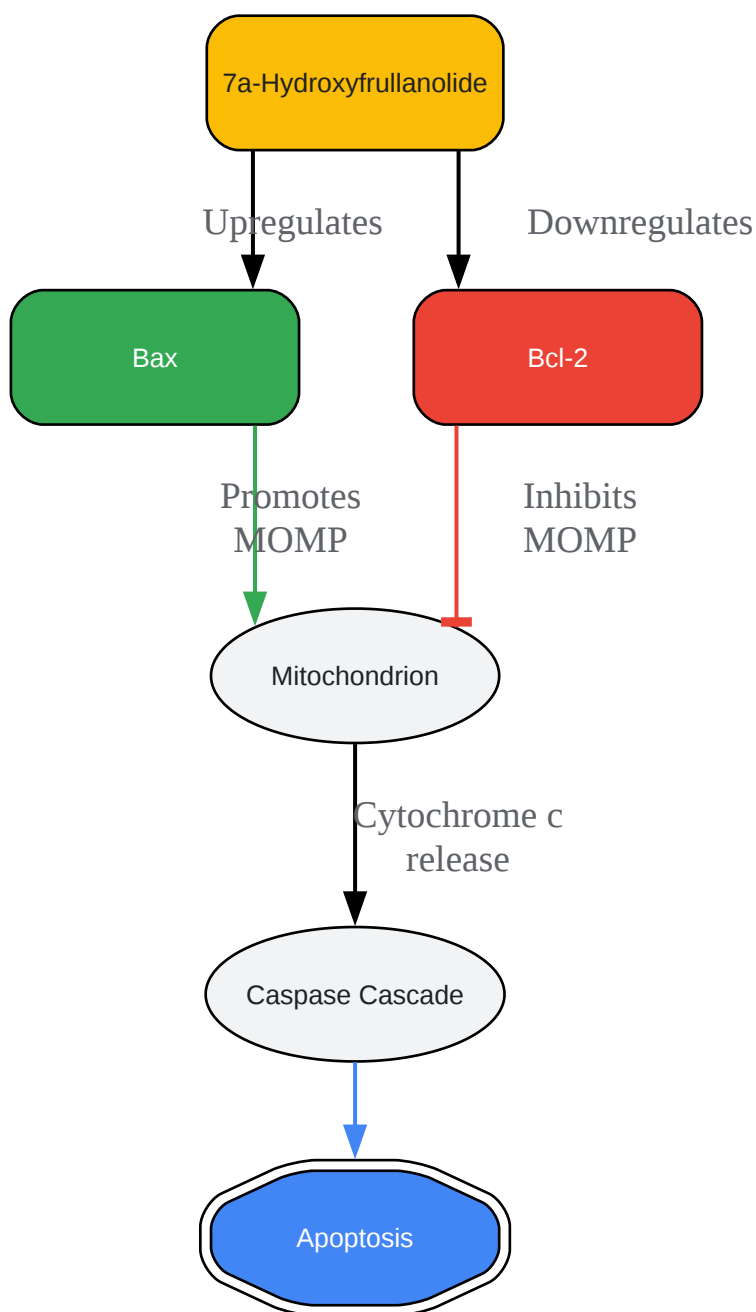 7a-Hydroxyfrullanolide
Upregulates
Downregulates
Bax
Bcl-2
Promotes
MOMP
Inhibits
MOMP
Mitochondrion
Cytochrome c
release
Caspase Cascade
Apoptosis